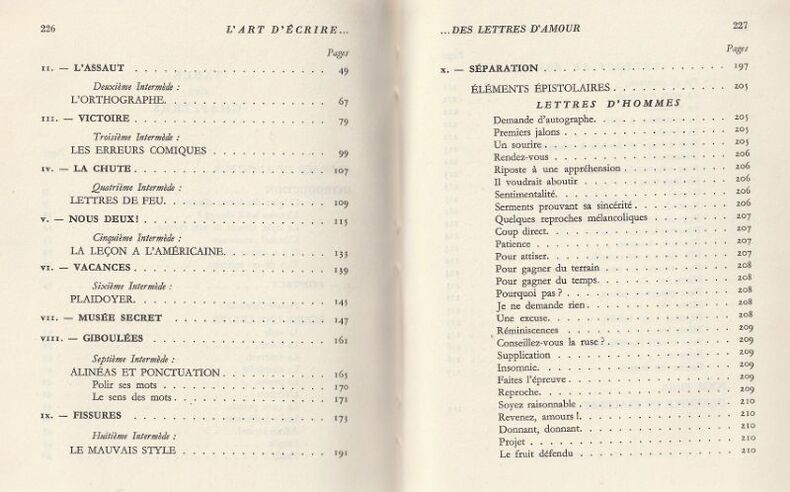 226
L'ART D'ÉCRIRE...
Pages
II. — L'ASSAUT . . . . . . . . . . . . . . . . . . . 49
Deuxième Intermède :
L'ORTHOGRAPHE. . . . . . . . . . . . . . . . . 67
III. — VICTOIRE . . . . . . . . . . . . . . . . . . 79
Troisième Intermède :
LES ERREURS COMIQUES . . . . . . . . . . . . . 99
IV. — LA CHUTE . . . . . . . . . . . . . . . . . . 107
Quatrième Intermède :
LETTRES DE FEU. . . . . . . . . . . . . . . . . 109
V. — NOUS DEUX! . . . . . . . . . . . . . . . . . 115
Cinquième Intermède :
LA LEÇON A L'AMÉRICAINE. . . . . . . . . . . . 133
VI. — VACANCES . . . . . . . . . . . . . . . . . . 139
Sixième Intermède :
PLAIDOYER. . . . . . . . . . . . . . . . . . . 145
VII. — MUSÉE SECRET . . . . . . . . . . . . . . . 147
VIII. — GIBOULÉES . . . . . . . . . . . . . . . . 161
Septième Intermède :
ALINÉAS ET PONCTUATION . . . . . . . . . . . . 165
Polir ses mots . . . . . . . . . . . . . . . . 170
Le sens des mots. . . . . . . . . . . . . . . . 171
IX. — FISSURES . . . . . . . . . . . . . . . . . . 173
Huitième Intermède :
LE MAUVAIS STYLE . . . . . . . . . . . . . . . 191
...DES LETTRES D'AMOUR
227
Pages
X. — SÉPARATION . . . . . . . . . . . . . . . . . 197
ÉLÉMENTS ÉPISTOLAIRES . . . . . . . . . . . . . 205
LETTRES D'HOMMES
Demande d'autographe. . . . . . . . . . . . . . 205
Premiers jalons . . . . . . . . . . . . . . . . 205
Un sourire . . . . . . . . . . . . . . . . . . 205
Rendez-vous . . . . . . . . . . . . . . . . . . 206
Riposte à une appréhension . . . . . . . . . . 206
Il voudrait aboutir . . . . . . . . . . . . . . 206
Sentimentalité. . . . . . . . . . . . . . . . . 206
Serments prouvant sa sincérité . . . . . . . . . 206
Quelques reproches mélancoliques . . . . . . . . 207
Coup direct. . . . . . . . . . . . . . . . . . 207
Patience . . . . . . . . . . . . . . . . . . . 207
Pour attiser. . . . . . . . . . . . . . . . . . 207
Pour gagner du terrain . . . . . . . . . . . . 208
Pour gagner du temps. . . . . . . . . . . . . . 208
Pourquoi pas? . . . . . . . . . . . . . . . . . 208
Je ne demande rien . . . . . . . . . . . . . . 208
Une excuse. . . . . . . . . . . . . . . . . . . 208
Réminiscences . . . . . . . . . . . . . . . . . 209
Conseillez-vous la ruse? . . . . . . . . . . . . 209
Supplication . . . . . . . . . . . . . . . . . 209
Insomnie. . . . . . . . . . . . . . . . . . . . 209
Faites l'épreuve . . . . . . . . . . . . . . . 209
Reproche. . . . . . . . . . . . . . . . . . . . 209
Soyez raisonnable . . . . . . . . . . . . . . . 210
Revenez, amours!. . . . . . . . . . . . . . . . 210
Donnant, donnant. . . . . . . . . . . . . . . . 210
Projet . . . . . . . . . . . . . . . . . . . . 210
Le fruit défendu . . . . . . . . . . . . . . . 210